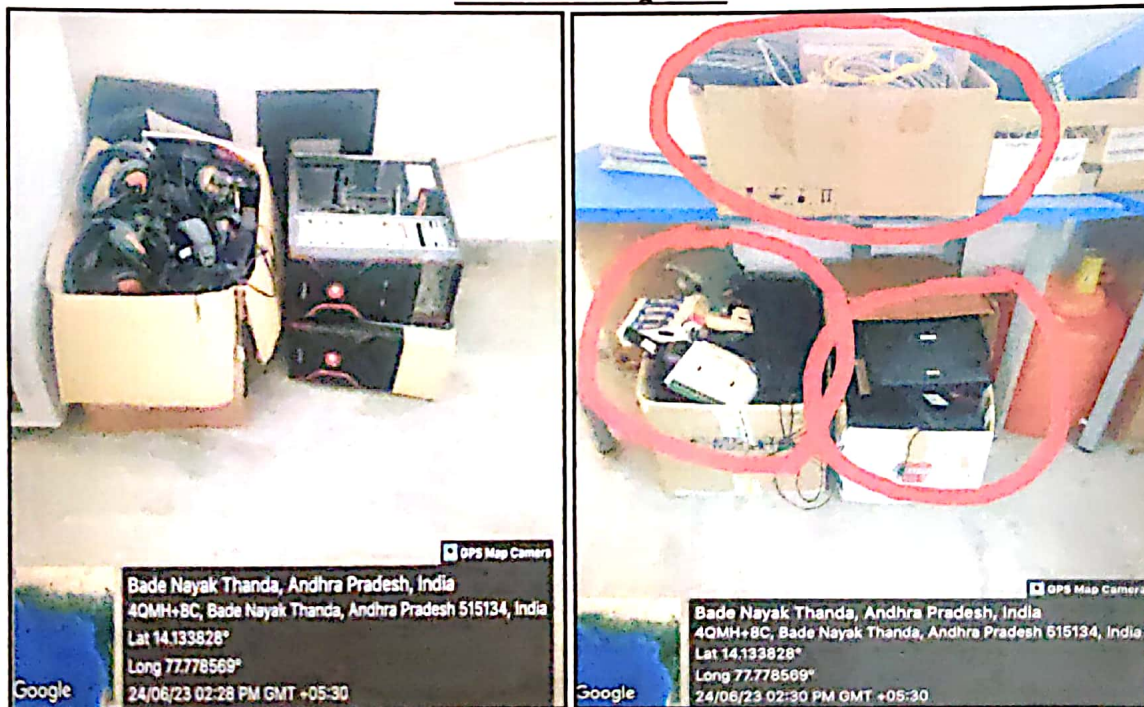 GPS Map Camera
Bade Nayak Thanda, Andhra Pradesh, India
4QMH+8C, Bade Nayak Thanda, Andhra Pradesh 515134, India
Lat 14.133828°
Long 77.778569°
24/06/23 02:28 PM GMT +05:30
Google
GPS Map Camera
Bade Nayak Thanda, Andhra Pradesh, India
4QMH+8C, Bade Nayak Thanda, Andhra Pradesh 515134, India
Lat 14.133828°
Long 77.778569°
24/06/23 02:30 PM GMT +05:30
Google